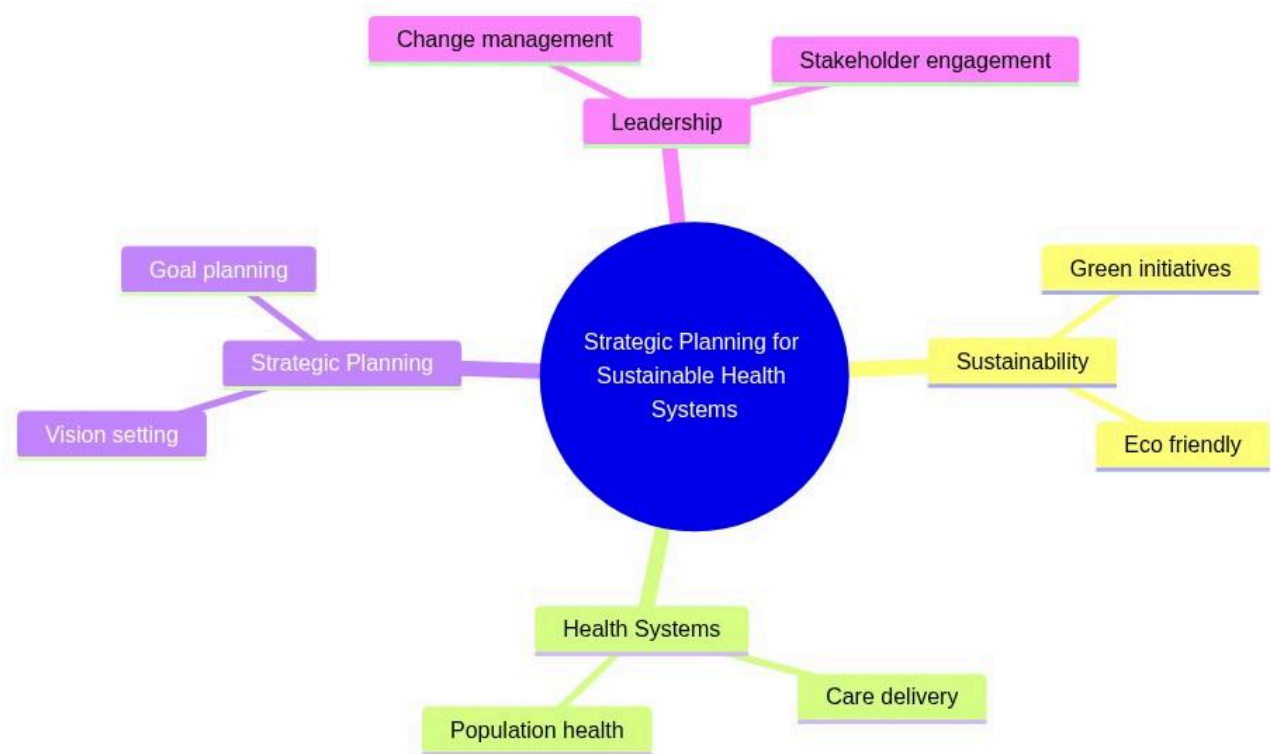 Change management
Stakeholder engagement
Leadership
Goal planning
Green initiatives
Strategic Planning for
Sustainable Health
Systems
Strategic Planning
Sustainability
Vision setting
Eco friendly
Health Systems
Care delivery
Population health